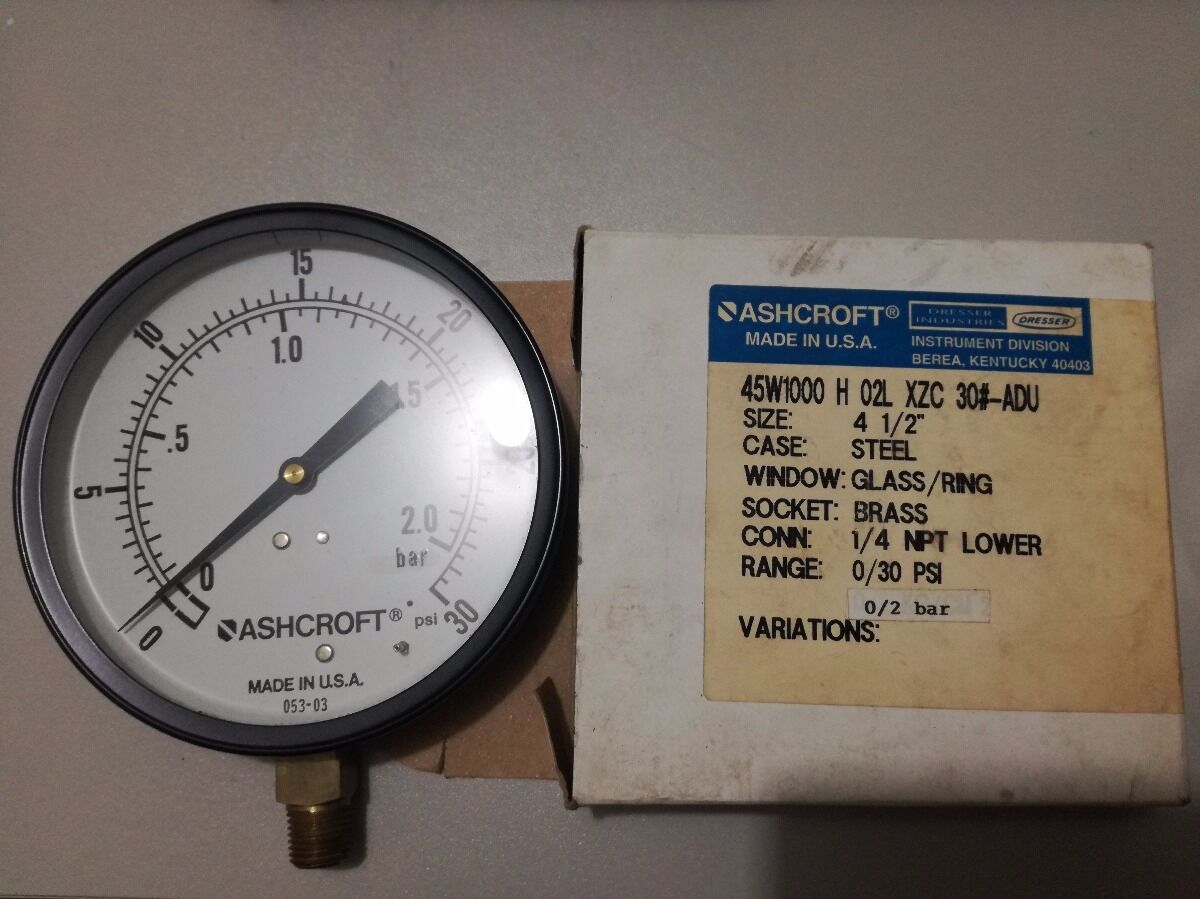 15
20
10
1.0
1.5
.5
5
2.0
bar
0
0
ASHCROFT® psi 30
MADE IN U.S.A.
053-03
ASHCROFT®
MADE IN U.S.A.
DRESSER
INDUSTRIES
DRESSER
INSTRUMENT DIVISION
BEREA, KENTUCKY 40403
45W1000 H 02L XZC 30#-ADU
SIZE: 4 1/2"
CASE: STEEL
WINDOW: GLASS/RING
SOCKET: BRASS
CONN: 1/4 NPT LOWER
RANGE: 0/30 PSI
0/2 bar
VARIATIONS: